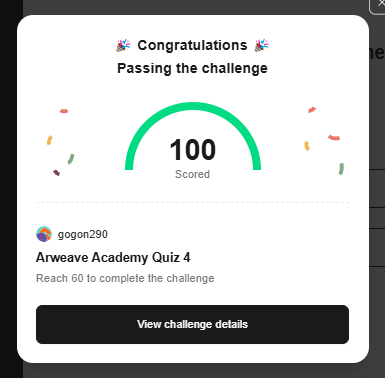 Congratulations
Passing the challenge
100
Scored
gogon290
Arweave Academy Quiz 4
Reach 60 to complete the challenge
View challenge details